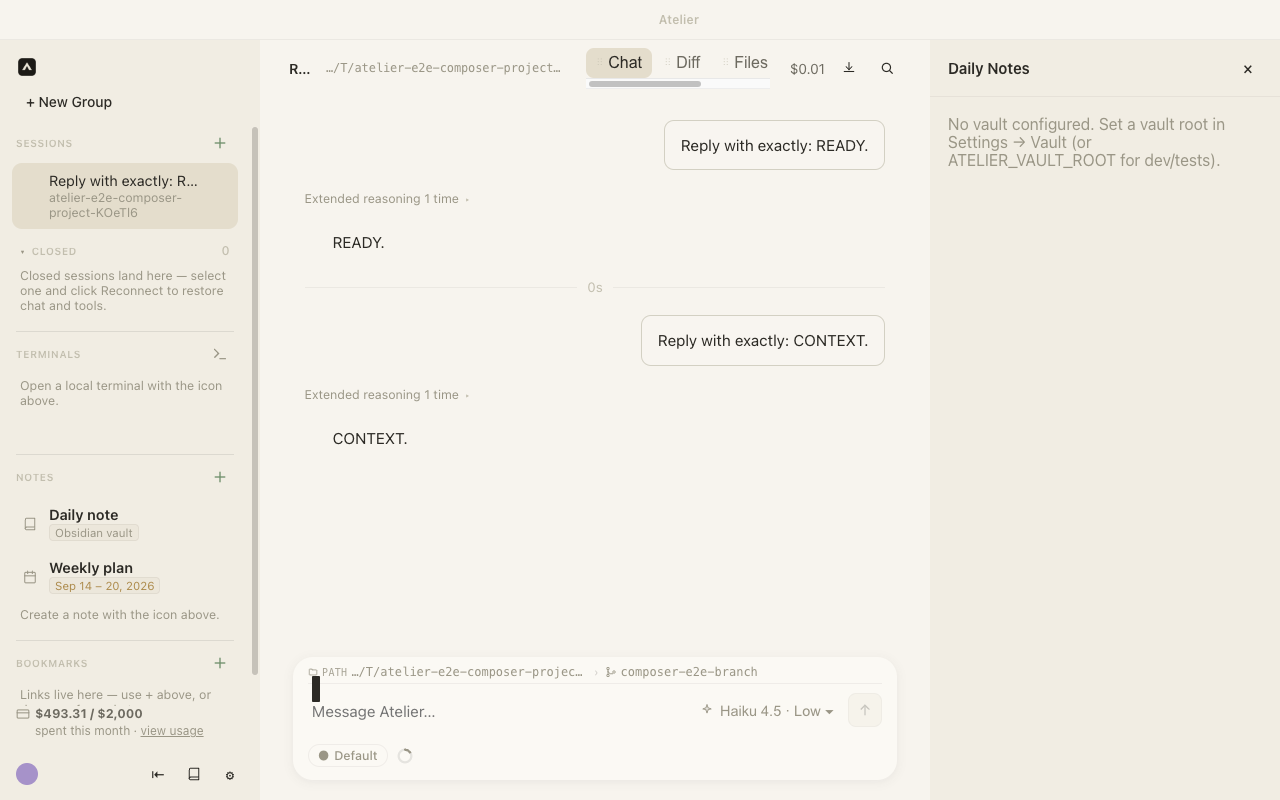 Atelier
+ New Group
SESSIONS
Reply with exactly: R...
atelier-e2e-composer-
project-KOeTI6
CLOSED
0
Closed sessions land here — select
one and click Reconnect to restore
chat and tools.
TERMINALS
Open a local terminal with the icon
above.
NOTES
Daily note
Obsidian vault
Weekly plan
Sep 14 – 20, 2026
Create a note with the icon above.
BOOKMARKS
Links live here — use + above, or
$493.31 / $2,000
spent this month · view usage
R...
…/T/atelier-e2e-composer-project…
Chat
Diff
Files
$0.01
Reply with exactly: READY.
Extended reasoning 1 time
READY.
0s
Reply with exactly: CONTEXT.
Extended reasoning 1 time
CONTEXT.
PATH …/T/atelier-e2e-composer-projec… › composer-e2e-branch
Message Atelier...
Haiku 4.5 · Low
Default
Daily Notes
No vault configured. Set a vault root in
Settings → Vault (or
ATELIER_VAULT_ROOT for dev/tests).